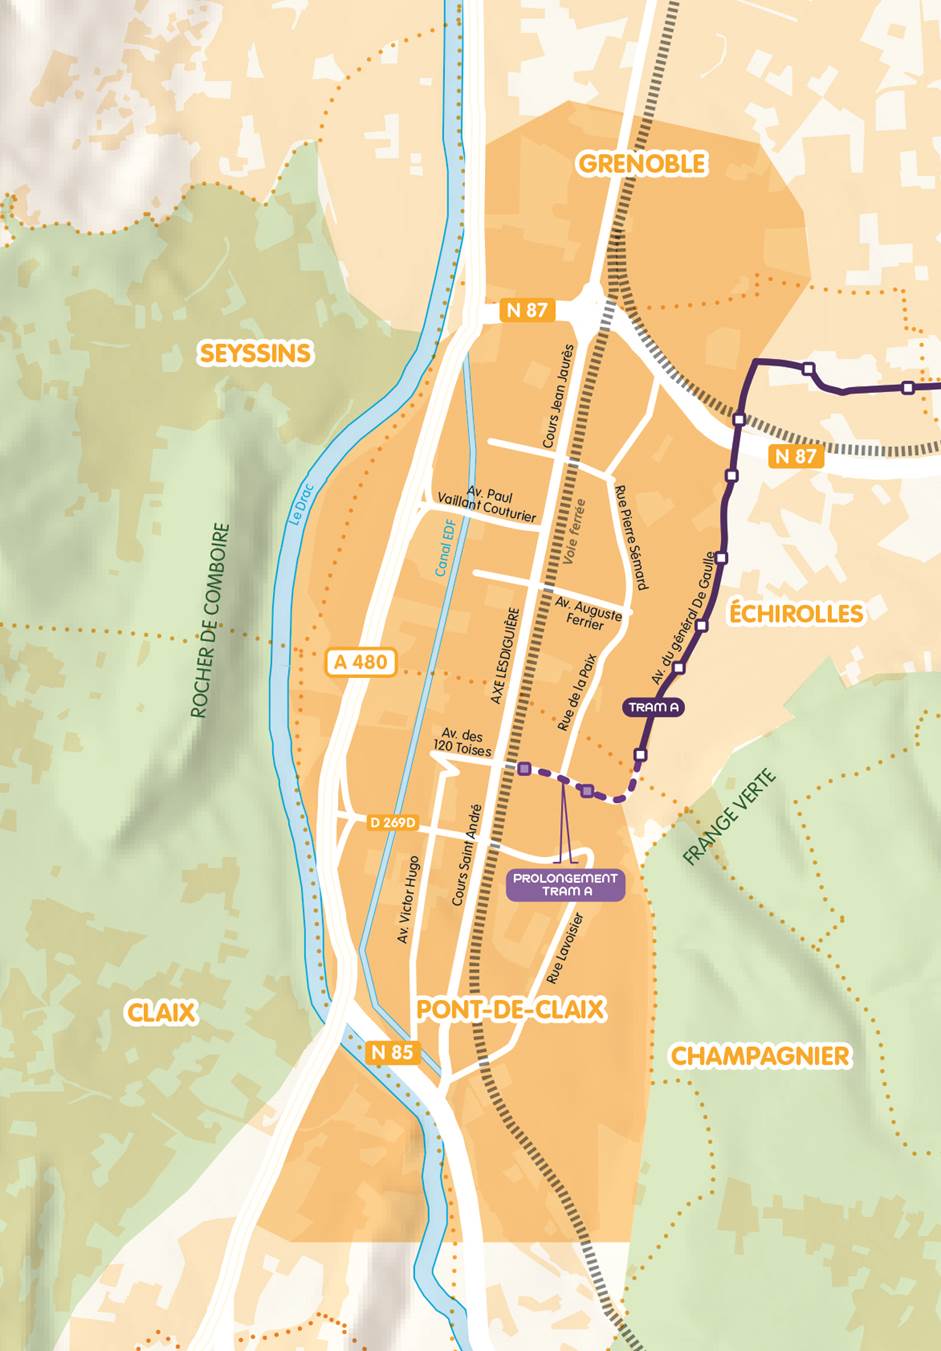 GRENOBLE
N 87
SEYSSINS
Cours Jean Jaurès
N 87
Av. Paul
Vaillant Couturier
Le Drac
Rue Pierre Sémard
Voie ferrée
Canal EDF
ROCHER DE COMBOIRE
Av. du général De Gaulle
ÉCHIROLLES
Av. Auguste
Ferrier
AXE LESDIGUIÈRE
A 480
Rue de la Paix
TRAM A
Av. des
120 Toises
FRANGE VERTE
D 269D
Cours Saint André
Av. Victor Hugo
PROLONGEMENT
TRAM A
Rue Lavoisier
CLAIX
PONT-DE-CLAIX
N 85
CHAMPAGNIER